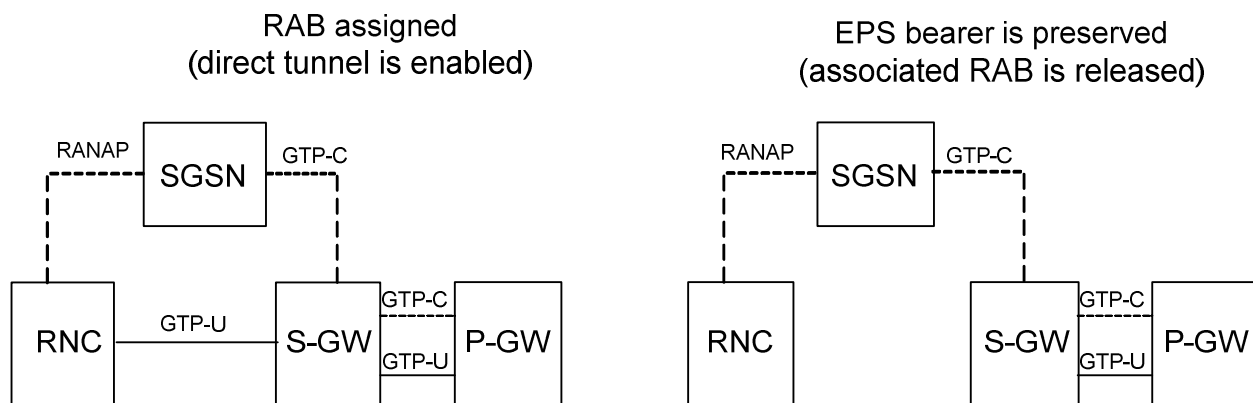 RAB assigned
(direct tunnel is enabled)
RANAP
SGSN
GTP-C
RNC
GTP-U
S-GW
GTP-C
GTP-U
P-GW
EPS bearer is preserved
(associated RAB is released)
RANAP
SGSN
GTP-C
RNC
S-GW
GTP-C
GTP-U
P-GW